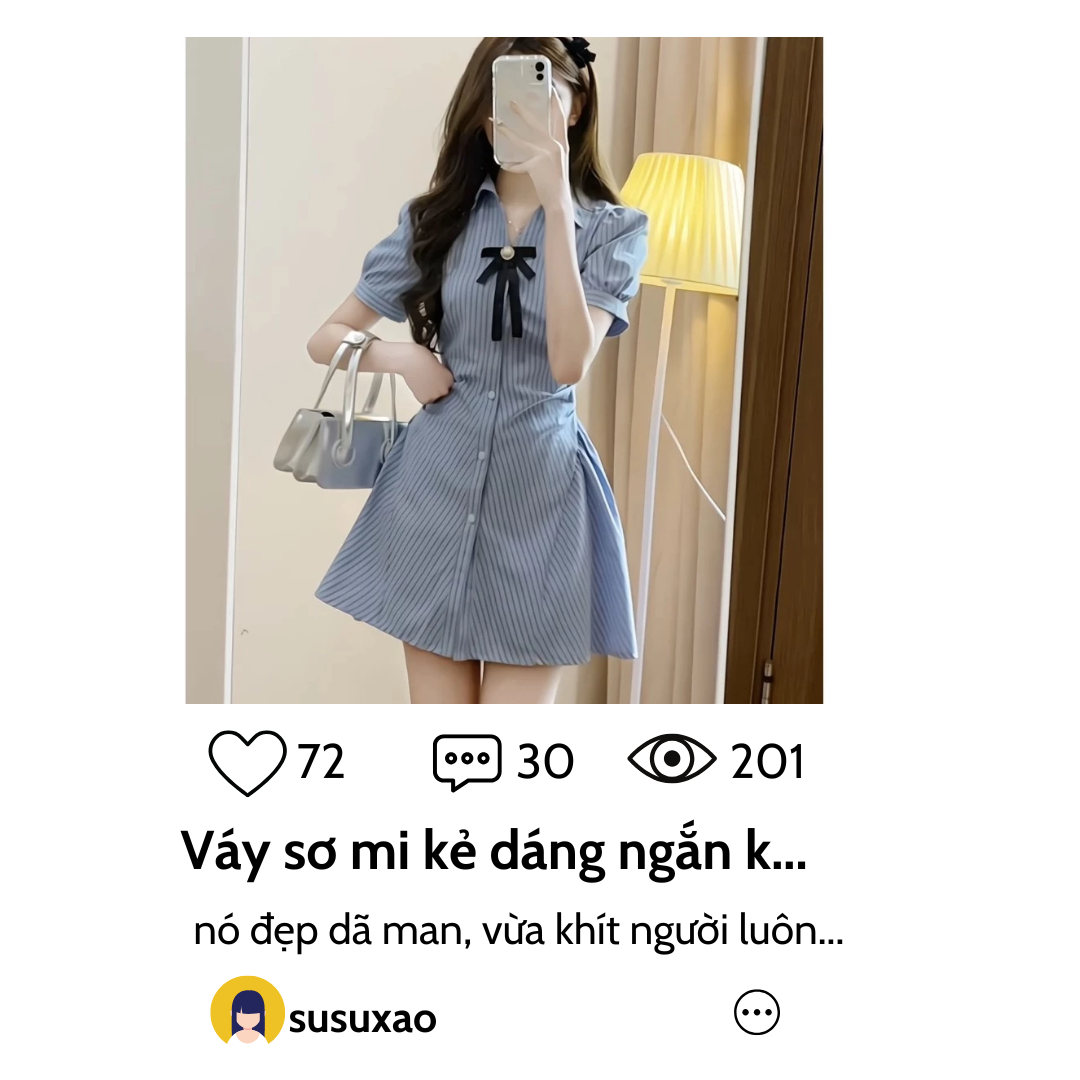 72 30 201
Váy sơ mi kẻ dáng ngắn k...
nó đẹp dã man, vừa khít người luôn...
susuxao